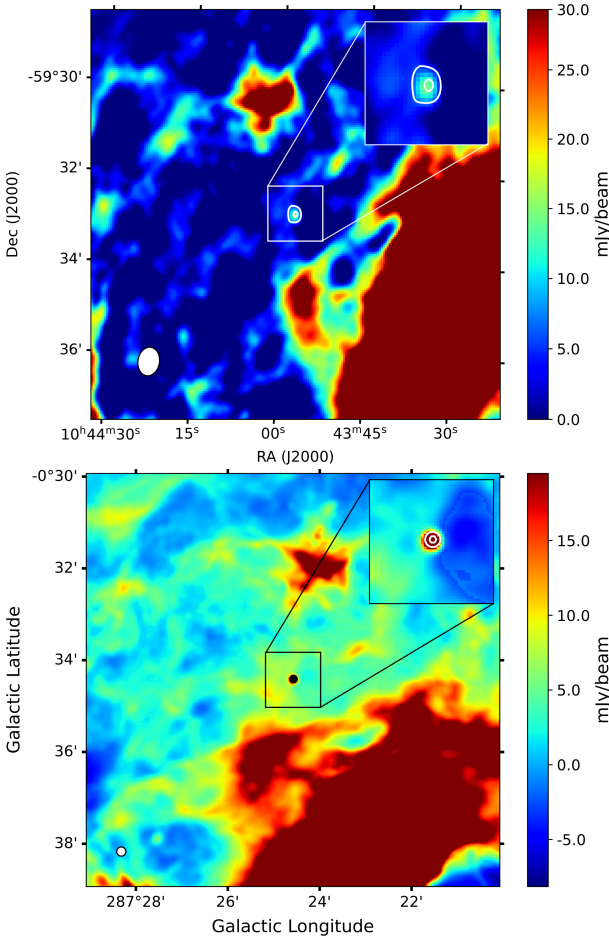 30.0
-59°30'
25.0
32'
20.0
Dec (J2000)
15.0
mJy/beam
34'
10.0
36'
5.0
0.0
10ʰ44ᵐ30ˢ 15ˢ 00ˢ 43ᵐ45ˢ 30ˢ
RA (J2000)
-0°30'
15.0
32'
10.0
34'
5.0
Galactic Latitude
mJy/beam
36'
0.0
38'
-5.0
287°28' 26' 24' 22'
Galactic Longitude